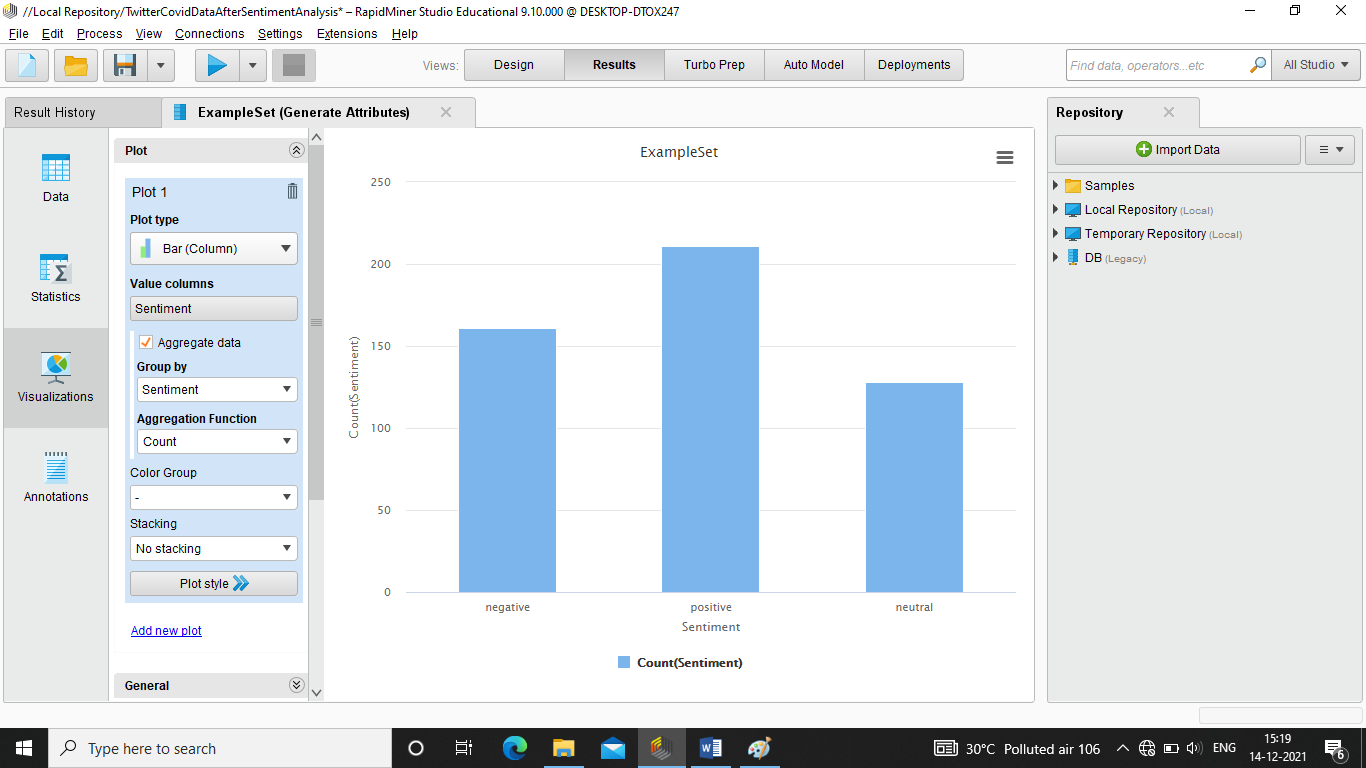 //Local Repository/TwitterCovidDataAfterSentimentAnalysis* – RapidMiner Studio Educational 9.10.000 @ DESKTOP-DTOX247
File Edit Process View Connections Settings Extensions Help
Views: Design Results Turbo Prep Auto Model Deployments
Find data, operators...etc
All Studio
Result History
ExampleSet (Generate Attributes)
Data
Statistics
Visualizations
Annotations
Plot
Plot 1
Plot type
Bar (Column)
Value columns
Sentiment
Aggregate data
Group by
Sentiment
Aggregation Function
Count
Color Group
-
Stacking
No stacking
Plot style
Add new plot
General
ExampleSet
Count(Sentiment)
250
200
150
100
50
0
negative positive neutral
Sentiment
Count(Sentiment)
Repository
Import Data
Samples
Local Repository (Local)
Temporary Repository (Local)
DB (Legacy)
Type here to search
30°C Polluted air 106
ENG
15:19
14-12-2021
6